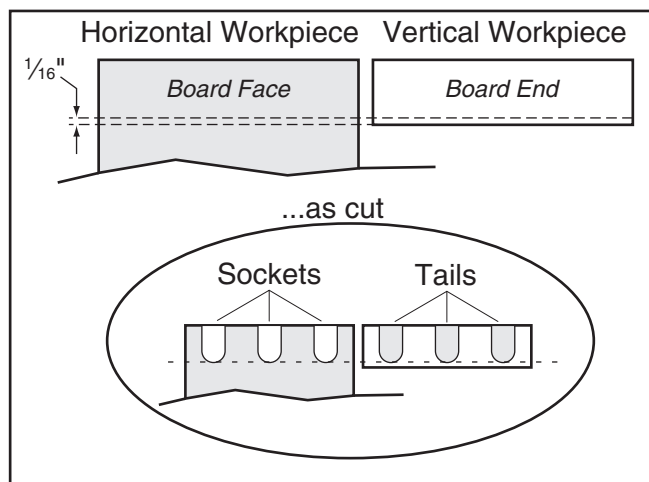 Horizontal Workpiece
Vertical Workpiece
1/16"
Board Face
Board End
...as cut
Sockets
Tails